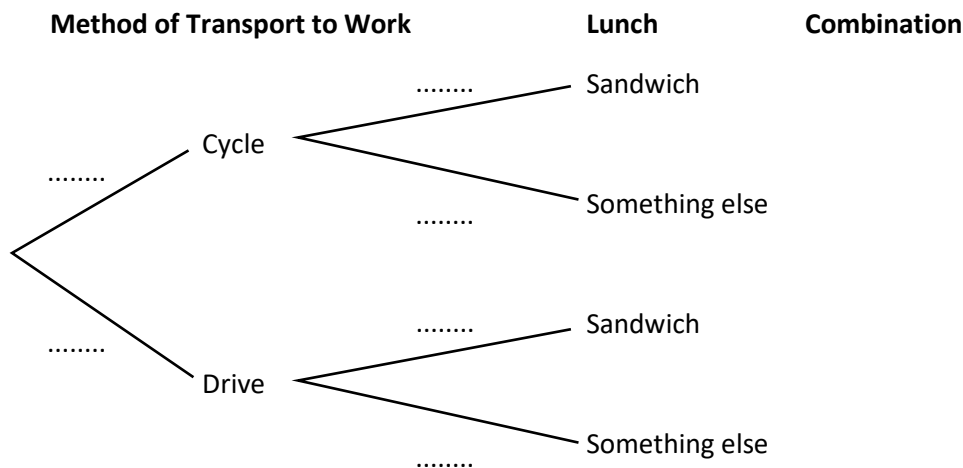 Method of Transport to Work Lunch Combination
........ Sandwich
Cycle
........
Something else
........
........ Sandwich
........
Drive
Something else
........